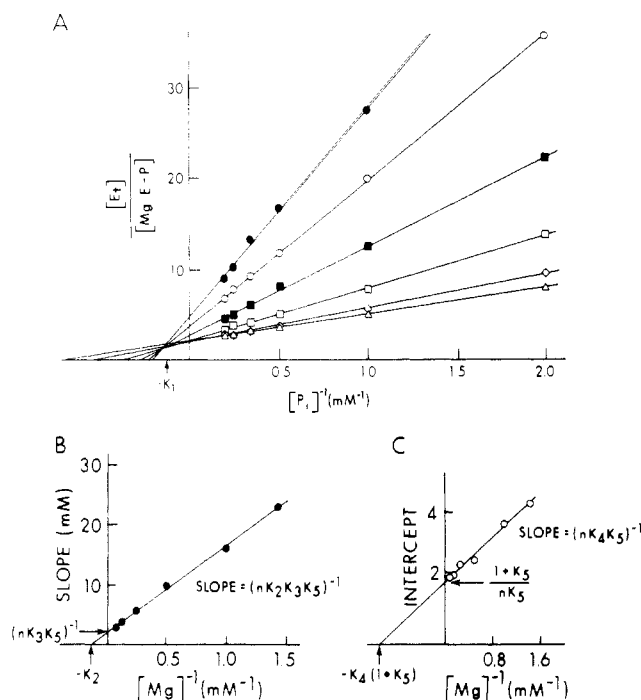 A
[Et]
[Mg E-P]
30
20
10
-K1
0
0.5
1.0
1.5
2.0
[Pi]⁻¹(mM⁻¹)
B
SLOPE (mM)
30
20
10
0
(nK3K5)⁻¹
SLOPE=(nK2K3K5)⁻¹
-K2
0.5
1.0
1.5
[Mg]⁻¹(mM⁻¹)
C
INTERCEPT
4
2
SLOPE=(nK4K5)⁻¹
1+K5
nK5
-K4(1+K5)
0.8
1.6
[Mg]⁻¹(mM⁻¹)